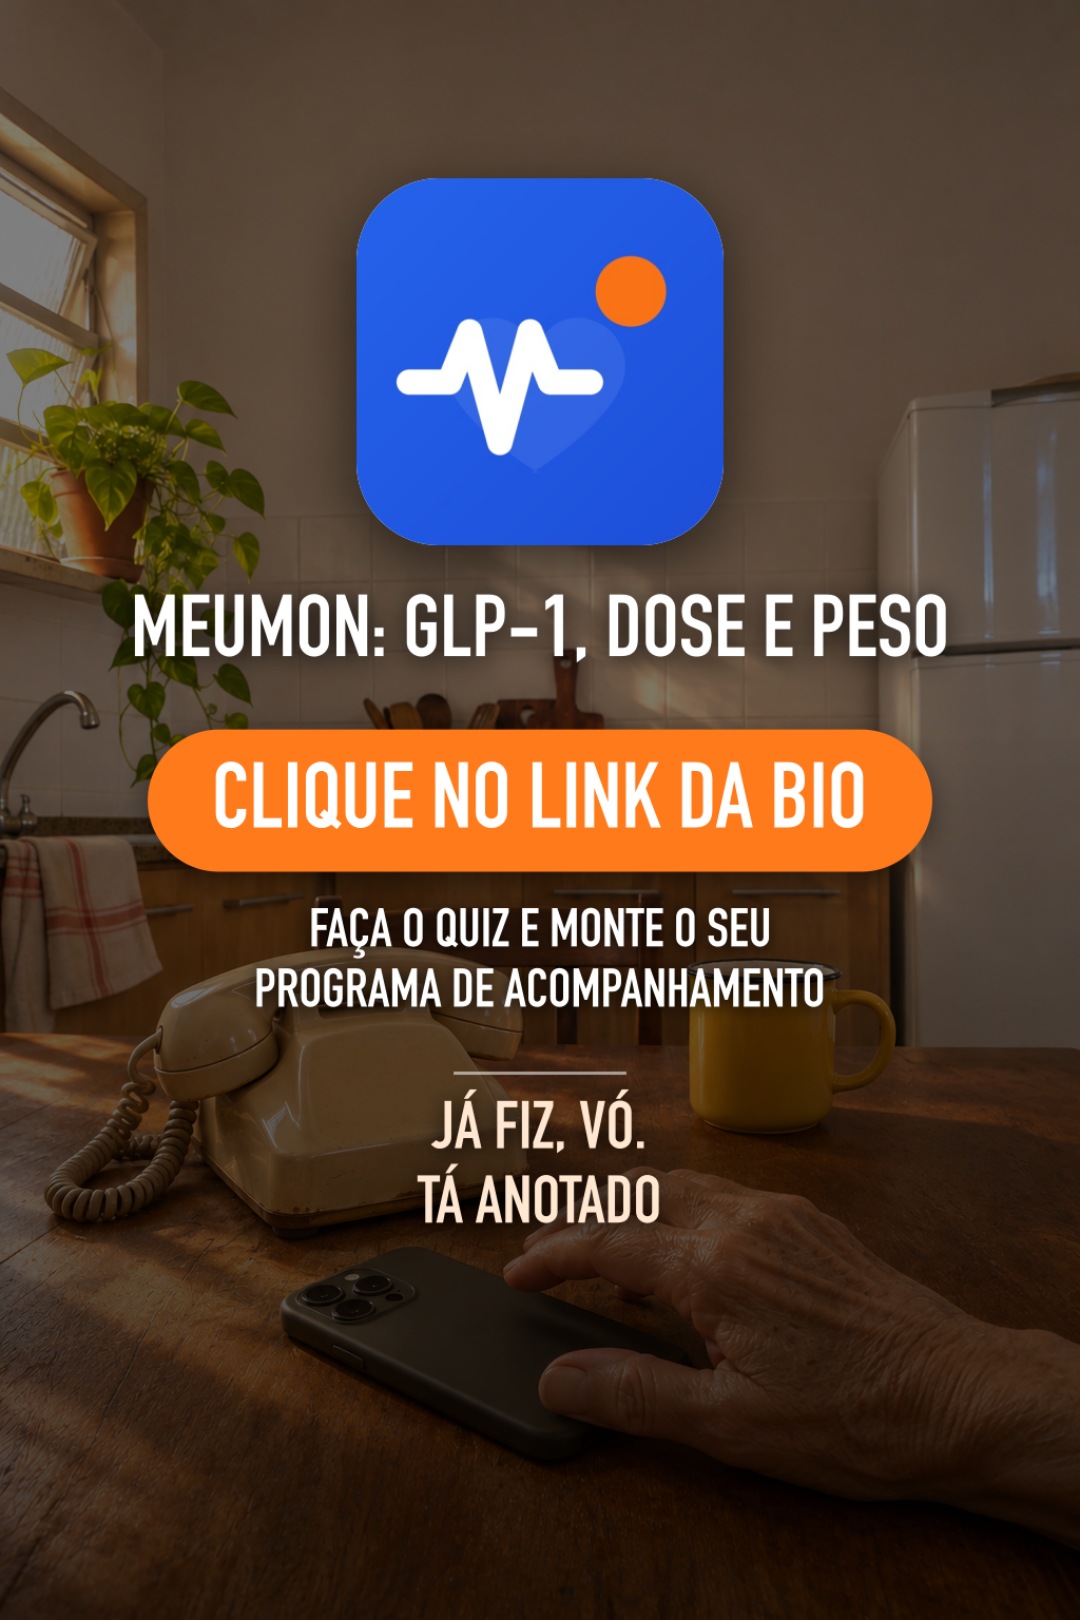 MEUMON: GLP-1, DOSE E PESO
CLIQUE NO LINK DA BIO
FAÇA O QUIZ E MONTE O SEU
PROGRAMA DE ACOMPANHAMENTO
JÁ FIZ, VÓ.
TÁ ANOTADO